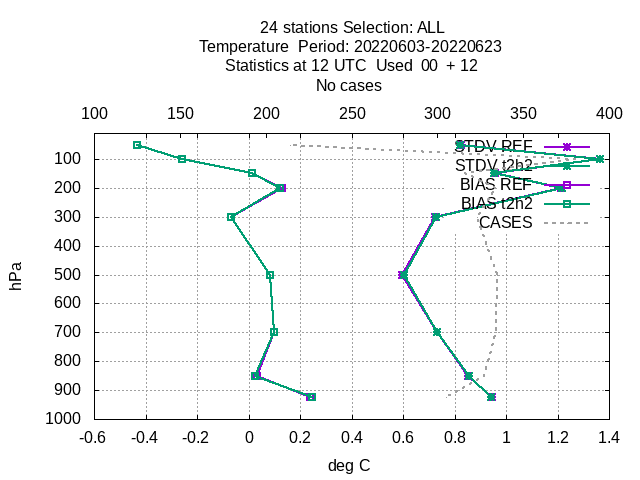 24 stations Selection: ALL
Temperature  Period: 20220603-20220623
Statistics at 12 UTC  Used  00  + 12
No cases
100 150 200 250 300 350 400
STDV REF
STDV t2h2
BIAS REF
BIAS t2h2
CASES
100
200
300
400
500
600
700
800
900
1000
hPa
-0.6 -0.4 -0.2 0 0.2 0.4 0.6 0.8 1 1.2 1.4
deg C